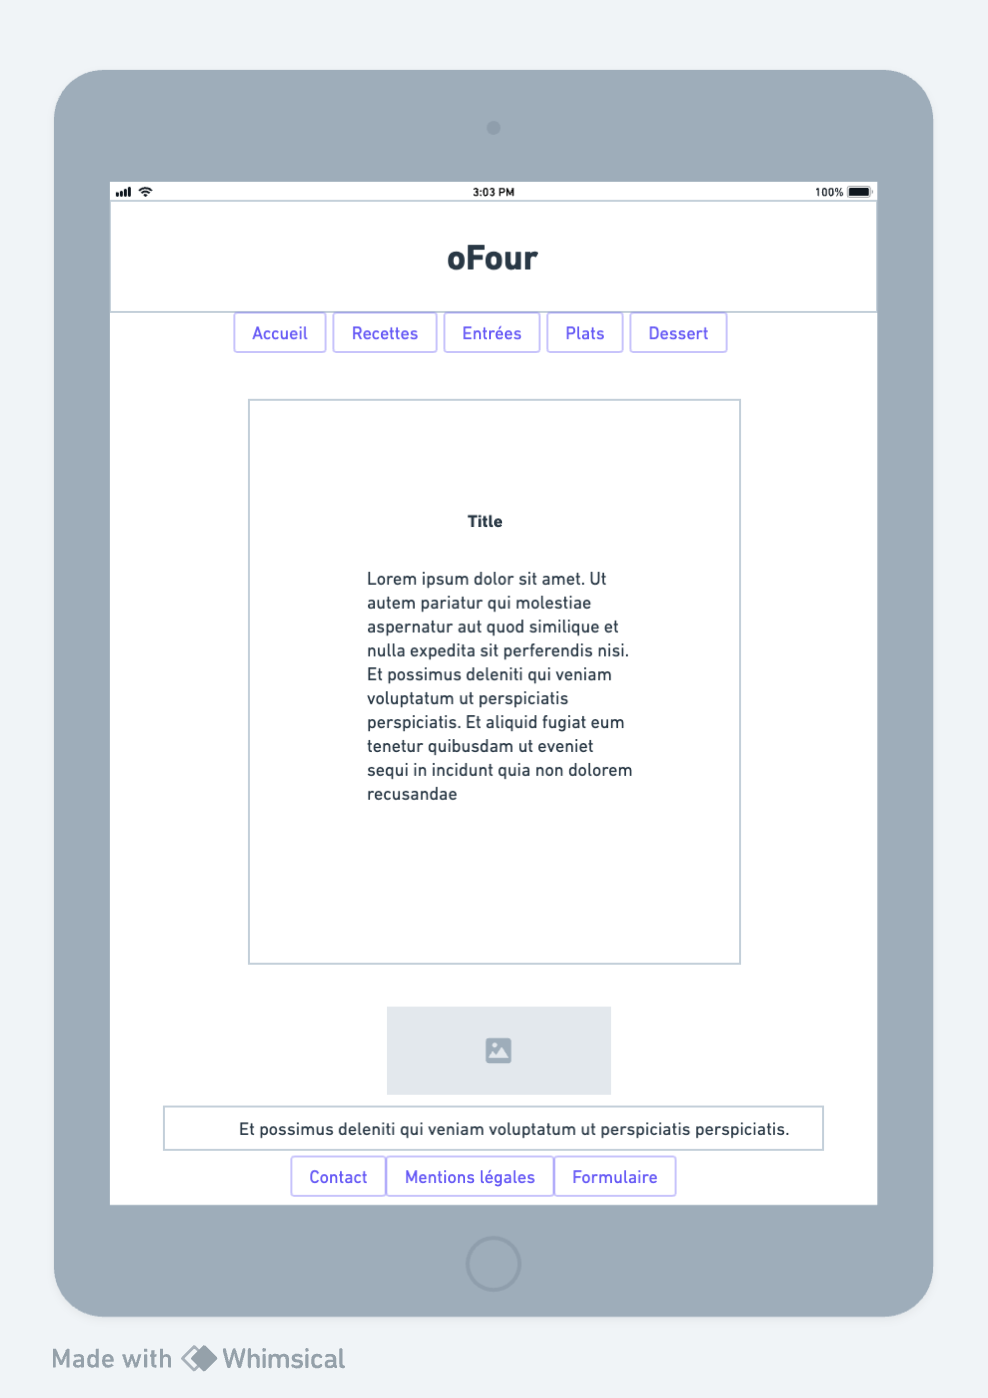 3:03 PM 100%
oFour
Accueil Recettes Entrées Plats Dessert
Title
Lorem ipsum dolor sit amet. Ut
autem pariatur qui molestiae
aspernatur aut quod similique et
nulla expedita sit perferendis nisi.
Et possimus deleniti qui veniam
voluptatum ut perspiciatis
perspiciatis. Et aliquid fugiat eum
tenetur quibusdam ut eveniet
sequi in incidunt quia non dolorem
recusandae
Et possimus deleniti qui veniam voluptatum ut perspiciatis perspiciatis.
Contact Mentions légales Formulaire
Made with Whimsical